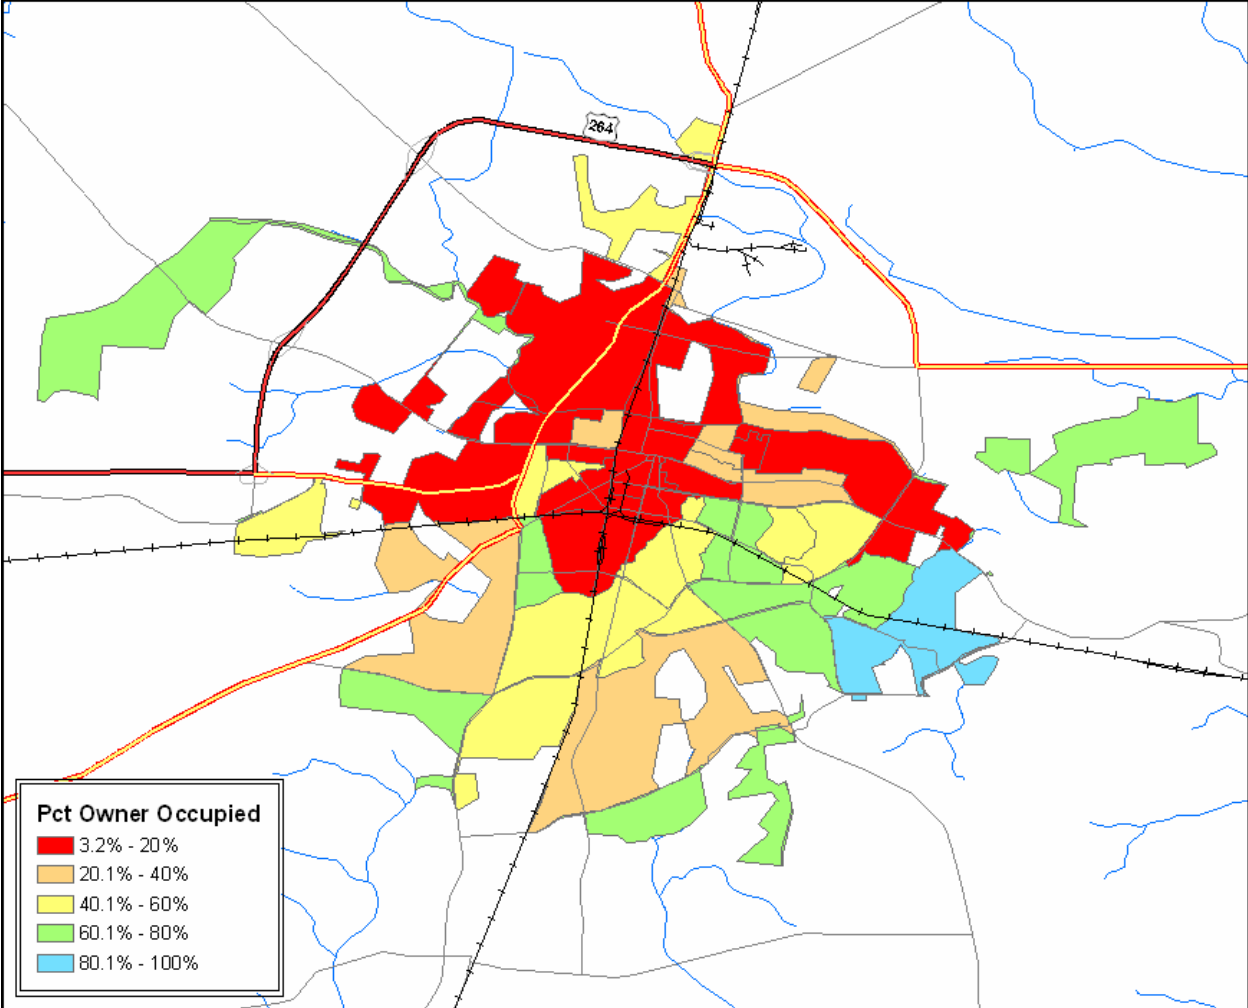 264
Pct Owner Occupied
3.2% - 20%
20.1% - 40%
40.1% - 60%
60.1% - 80%
80.1% - 100%